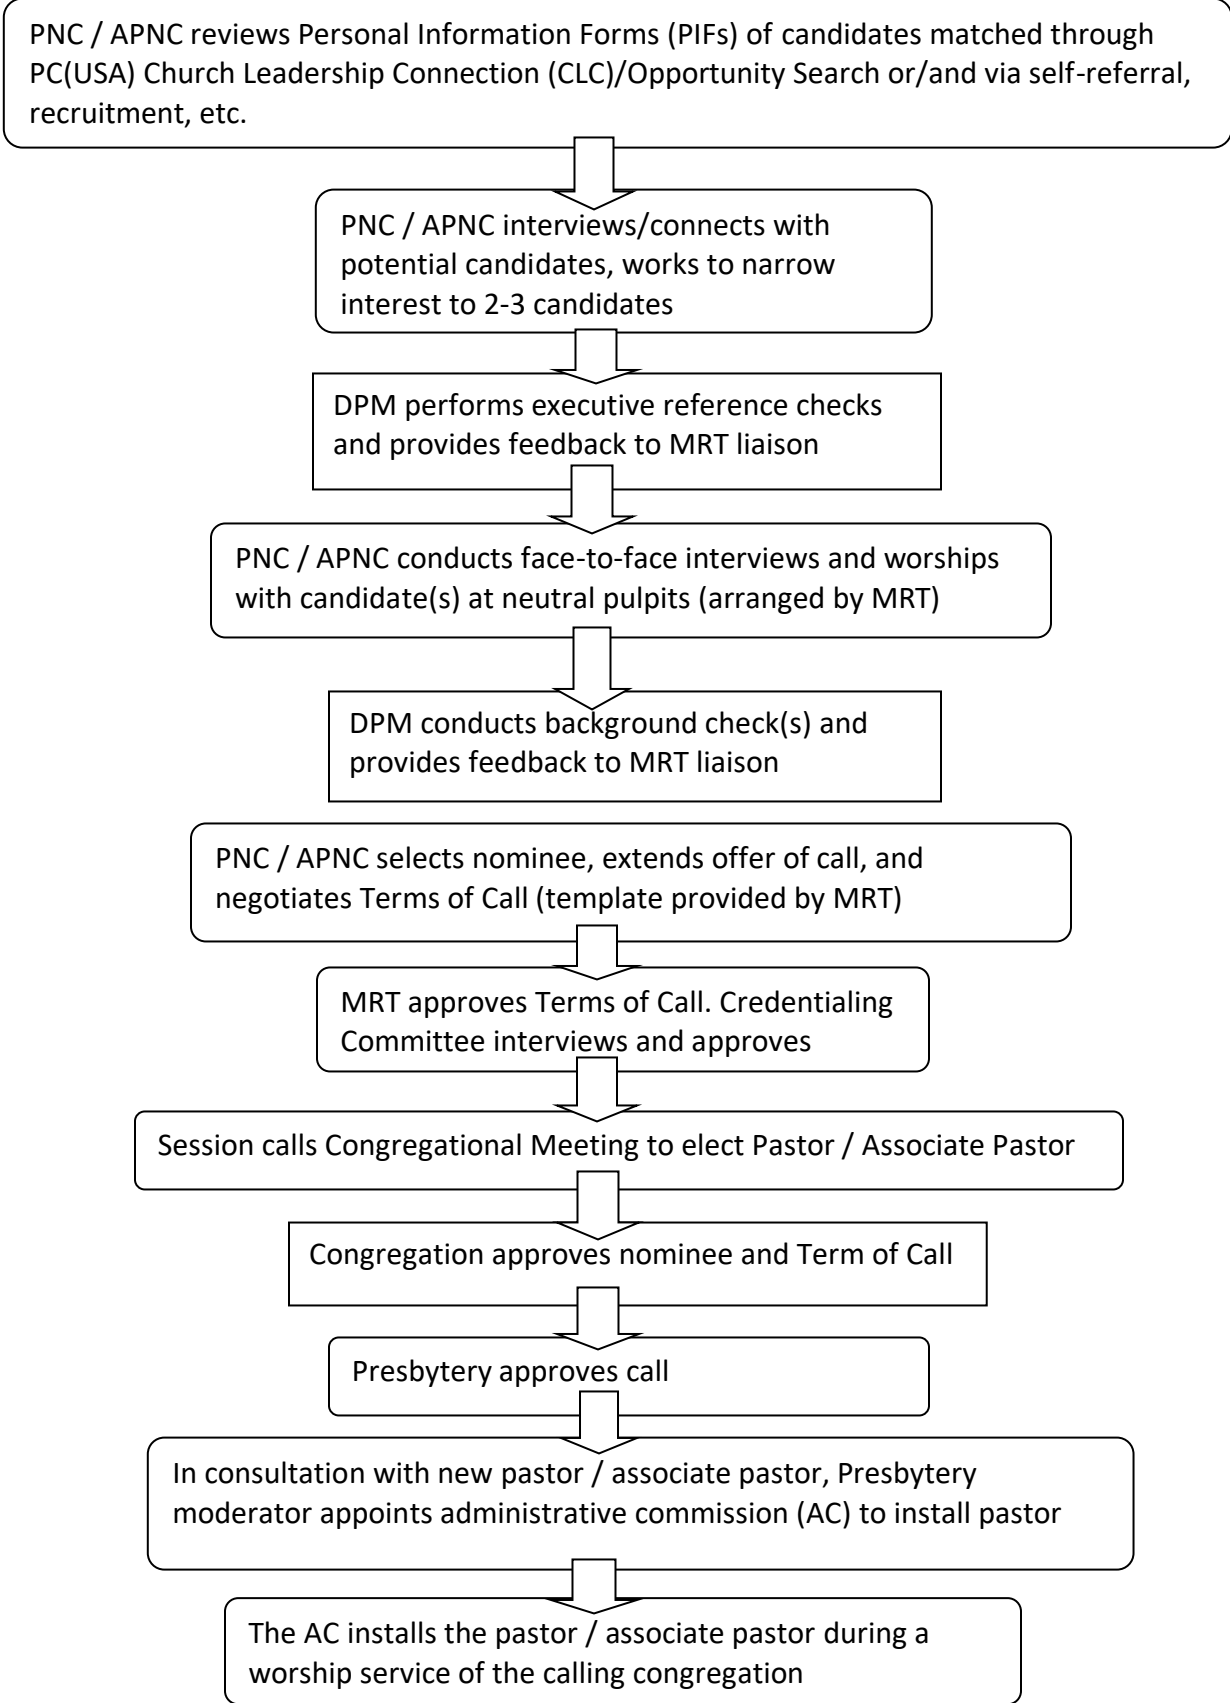 PNC / APNC reviews Personal Information Forms (PIFs) of candidates matched through
PC(USA) Church Leadership Connection (CLC)/Opportunity Search or/and via self-referral,
recruitment, etc.
PNC / APNC interviews/connects with
potential candidates, works to narrow
interest to 2-3 candidates
DPM performs executive reference checks
and provides feedback to MRT liaison
PNC / APNC conducts face-to-face interviews and worships
with candidate(s) at neutral pulpits (arranged by MRT)
DPM conducts background check(s) and
provides feedback to MRT liaison
PNC / APNC selects nominee, extends offer of call, and
negotiates Terms of Call (template provided by MRT)
MRT approves Terms of Call. Credentialing
Committee interviews and approves
Session calls Congregational Meeting to elect Pastor / Associate Pastor
Congregation approves nominee and Term of Call
Presbytery approves call
In consultation with new pastor / associate pastor, Presbytery
moderator appoints administrative commission (AC) to install pastor
The AC installs the pastor / associate pastor during a
worship service of the calling congregation